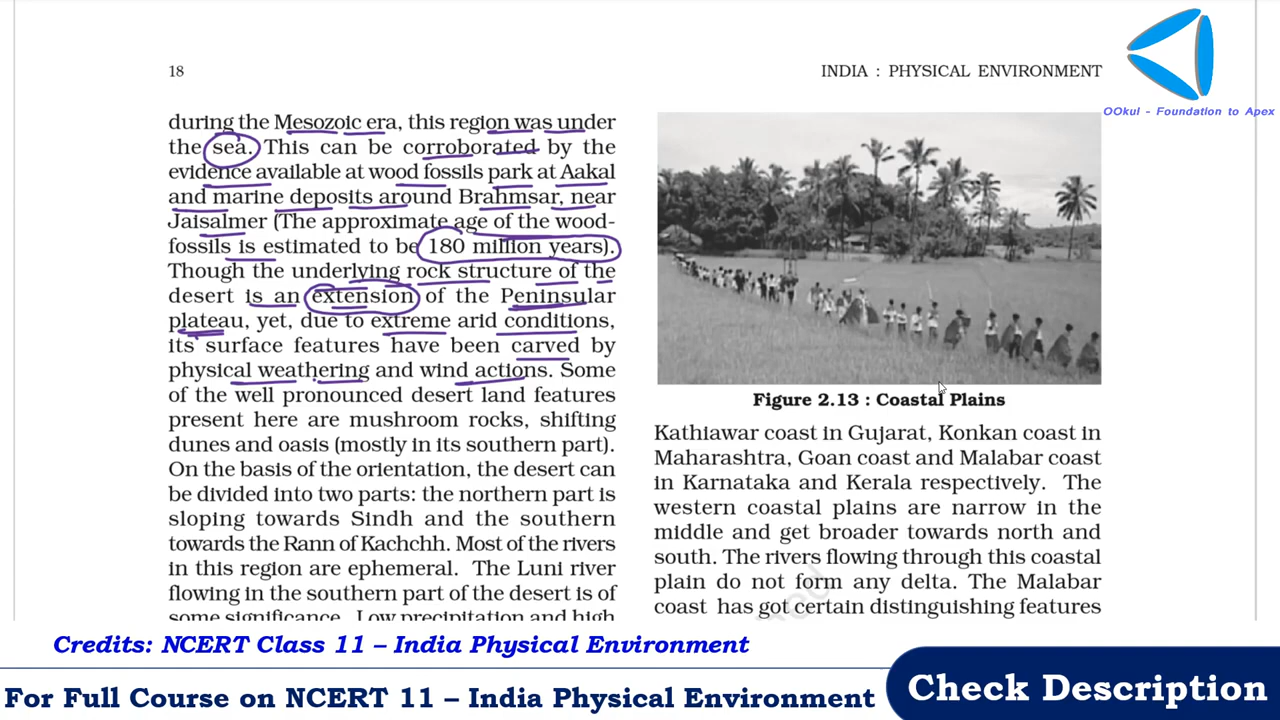 18
INDIA : PHYSICAL ENVIRONMENT
OOkul - Foundation to Apex
during the Mesozoic era, this region was under
the sea. This can be corroborated by the
evidence available at wood fossils park at Aakal
and marine deposits around Brahmsar, near
Jaisalmer (The approximate age of the wood-
fossils is estimated to be 180 million years).
Though the underlying rock structure of the
desert is an extension of the Peninsular
plateau, yet, due to extreme arid conditions,
its surface features have been carved by
physical weathering and wind actions. Some
of the well pronounced desert land features
present here are mushroom rocks, shifting
dunes and oasis (mostly in its southern part).
On the basis of the orientation, the desert can
be divided into two parts: the northern part is
sloping towards Sindh and the southern
towards the Rann of Kachchh. Most of the rivers
in this region are ephemeral. The Luni river
flowing in the southern part of the desert is of
some significance. Low precipitation and high
Figure 2.13 : Coastal Plains
Kathiawar coast in Gujarat, Konkan coast in
Maharashtra, Goan coast and Malabar coast
in Karnataka and Kerala respectively. The
western coastal plains are narrow in the
middle and get broader towards north and
south. The rivers flowing through this coastal
plain do not form any delta. The Malabar
coast has got certain distinguishing features
Credits: NCERT Class 11 – India Physical Environment
For Full Course on NCERT 11 – India Physical Environment
Check Description